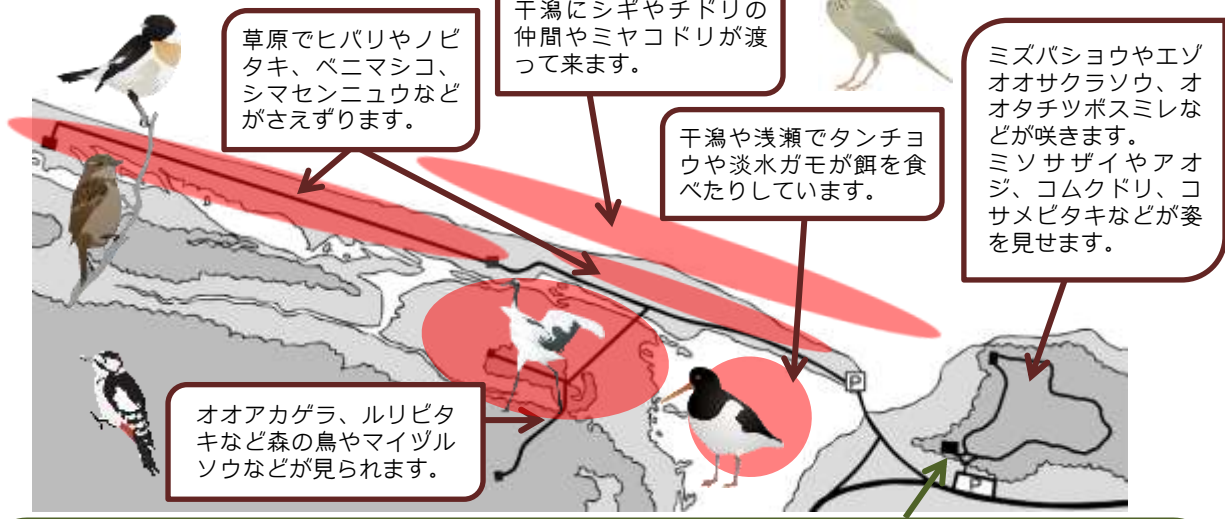 草原でヒバリやノビ
タキ、ベニマシコ、
シマセンニュウなど
がさえずります。
干潟にシギやチドリの
仲間やミヤコドリが渡
って来ます。
干潟や浅瀬でタンチョ
ウや淡水ガモが餌を食
べたりしています。
ミズバショウやエゾ
オオサクラソウ、オ
オタチツボスミレな
どが咲きます。
ミソサザイやアオ
ジ、コムクドリ、コ
サメビタキなどが姿
を見せます。
オオアカゲラ、ルリビタ
キなど森の鳥やマイヅル
ソウなどが見られます。
P
P